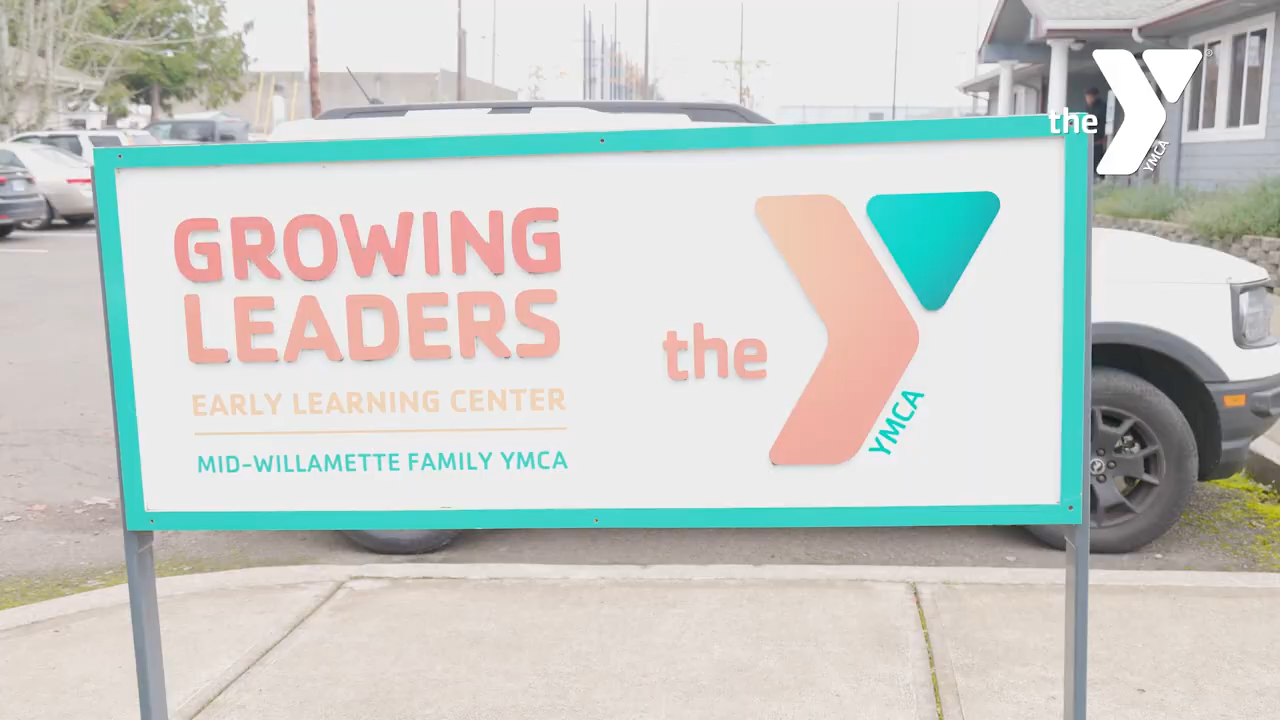 GROWING
LEADERS
EARLY LEARNING CENTER
MID-WILLAMETTE FAMILY YMCA
the
YMCA
the
YMCA